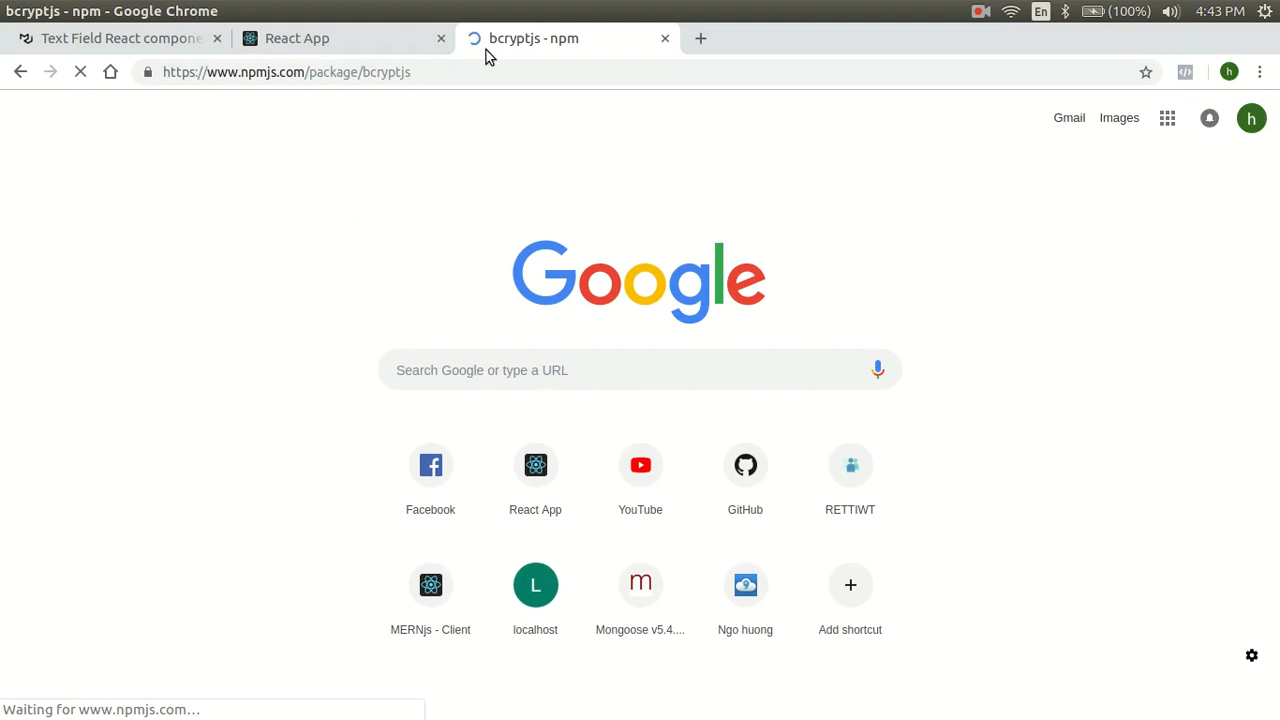 bcryptjs - npm - Google Chrome
En
(100%)
4:43 PM
Text Field React compone
React App
bcryptjs - npm
https://www.npmjs.com/package/bcryptjs
h
Gmail
Images
h
Google
Search Google or type a URL
Facebook
React App
YouTube
GitHub
RETTIWT
L
m
MERNjs - Client
localhost
Mongoose v5.4....
Ngo huong
Add shortcut
Waiting for www.npmjs.com...